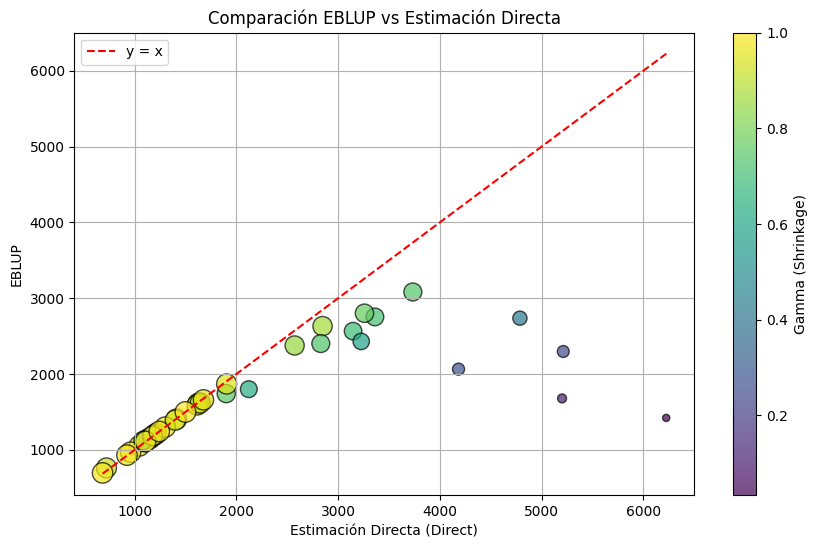 Comparación EBLUP vs Estimación Directa
y = x
6000
5000
4000
3000
2000
1000
EBLUP
1000 2000 3000 4000 5000 6000
Estimación Directa (Direct)
1.0
0.8
0.6
0.4
0.2
Gamma (Shrinkage)